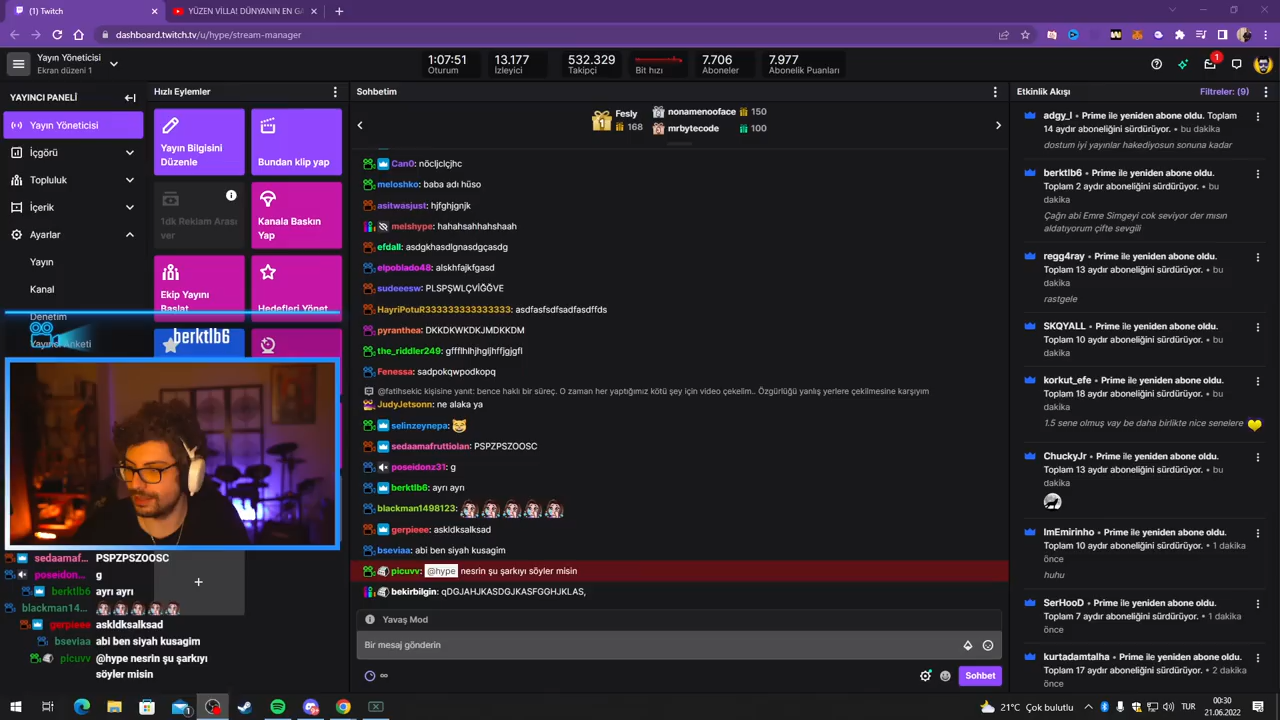 (1) Twitch
YÜZEN VİLLA! DÜNYANIN EN GA
dashboard.twitch.tv/u/hype/stream-manager
Yayın Yöneticisi
Ekran düzeni 1
1:07:51
Oturum
13.177
İzleyici
532.329
Takipçi
Bit hızı
7.706
Aboneler
7.977
Abonelik Puanları
1
YAYINCI PANELİ
Yayın Yöneticisi
İçgörü
Topluluk
İçerik
Ayarlar
Yayın
Kanal
Denetim
Yayıncı Anketi
berktlb6
Hızlı Eylemler
Yayın Bilgisini
Düzenle
Bundan klip yap
1dk Reklam Arası
ver
Kanala Baskın
Yap
Ekip Yayını
Başlat
Hedefleri Yönet
sedaamaf... PSPZPSZOOSC
poseidon... g
berktlb6 ayrı ayrı
blackman14...
gerpieee askldksalksad
bseviaa abi ben siyah kusagim
picuvv @hype nesrin şu şarkıyı
söyler misin
Sohbetim
1 Fesly 168
2 nonamenooface 150
3 mrbytecode 100
Can0: nöcljclçjhc
meloshko: baba adı hüso
asitwasjust: hjfghjgnjk
melshype: hahahsahhahshaah
efdall: asdgkhasdlgnasdgçasdg
elpoblado48: alskhfajkfgasd
sudeeesw: PLSPŞWLÇVİĞĞVE
HayriPotuR333333333333333: asdfasfsdfsadfasdffds
pyranthea: DKKDKWKDKJMDKKDM
the_riddler249: gffflhlhjhgljhffjgjgfl
Fenessa: sadpokqwpodkopq
@fatihsekic kişisine yanıt: bence haklı bir süreç. O zaman her yaptığımız kötü şey için video çekelim.. Özgürlüğü yanlış yerlere çekilmesine karşıyım
JudyJetsonn: ne alaka ya
selinzeynepa:
sedaamafruttiolan: PSPZPSZOOSC
poseidonz31: g
berktlb6: ayrı ayrı
blackman1498123:
gerpieee: askldksalksad
bseviaa: abi ben siyah kusagim
picuvv: @hype nesrin şu şarkıyı söyler misin
bekirbilgin: qDGJAHJKASDGJKASFGGHJKLAS,
Yavaş Mod
Bir mesaj gönderin
∞
Sohbet
Etkinlik Akışı
Filtreler: (9)
adgy_l • Prime ile yeniden abone oldu. Toplam
14 aydır aboneliğini sürdürüyor. • bu dakika
dostum iyi yayınlar hakediyosun sonuna kadar
berktlb6 • Prime ile yeniden abone oldu.
Toplam 2 aydır aboneliğini sürdürüyor. • bu
dakika
Çağrı abi Emre Simgeyi cok seviyor der mısın
aldatıyorum çifte sevgili
regg4ray • Prime ile yeniden abone oldu.
Toplam 13 aydır aboneliğini sürdürüyor. • bu
dakika
rastgele
SKQYALL • Prime ile yeniden abone oldu.
Toplam 10 aydır aboneliğini sürdürüyor. • bu
dakika
korkut_efe • Prime ile yeniden abone oldu.
Toplam 18 aydır aboneliğini sürdürüyor. • bu
dakika
1.5 sene olmuş vay be daha birlikte nice senelere
ChuckyJr • Prime ile yeniden abone oldu.
Toplam 13 aydır aboneliğini sürdürüyor. • bu
dakika
ImEmirinho • Prime ile yeniden abone oldu.
Toplam 10 aydır aboneliğini sürdürüyor. • 1 dakika
önce
huhu
SerHooD • Prime ile yeniden abone oldu.
Toplam 7 aydır aboneliğini sürdürüyor. • 1 dakika
önce
kurtadamtalha • Prime ile yeniden abone oldu.
Toplam 17 aydır aboneliğini sürdürüyor. • 2 dakika
önce
21°C Çok bulutlu
TUR
00:30
21.06.2022